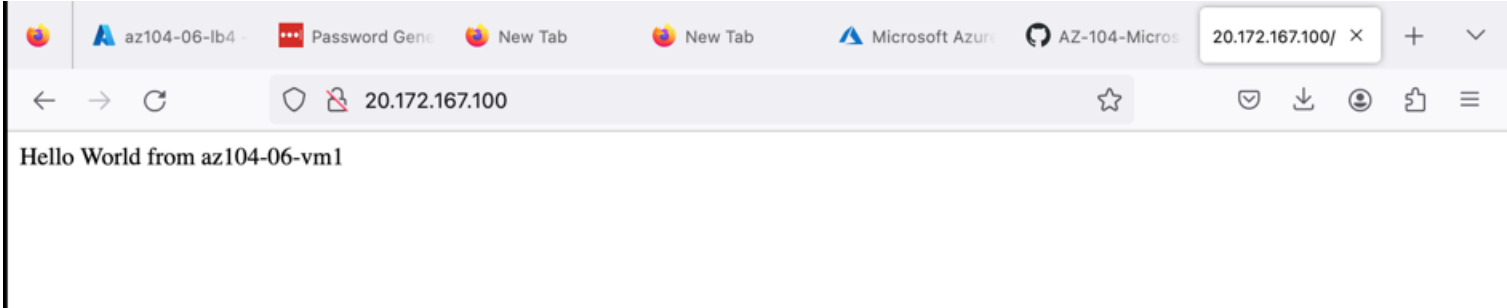 az104-06-lb4 -
Password Gene
New Tab
New Tab
Microsoft Azur
AZ-104-Micros
20.172.167.100/
20.172.167.100
Hello World from az104-06-vm1